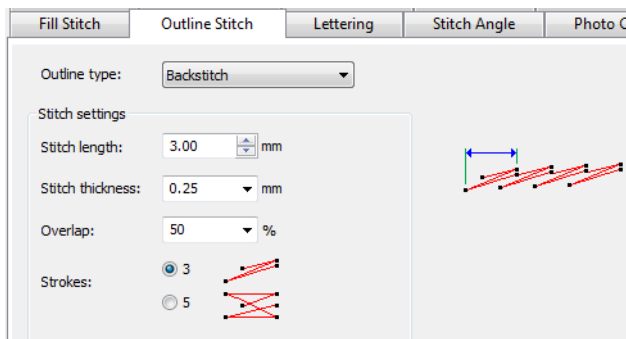 Fill Stitch Outline Stitch Lettering Stitch Angle Photo C
Outline type: Backstitch
Stitch settings
Stitch length: 3.00 mm
Stitch thickness: 0.25 mm
Overlap: 50 %
Strokes:
3
5